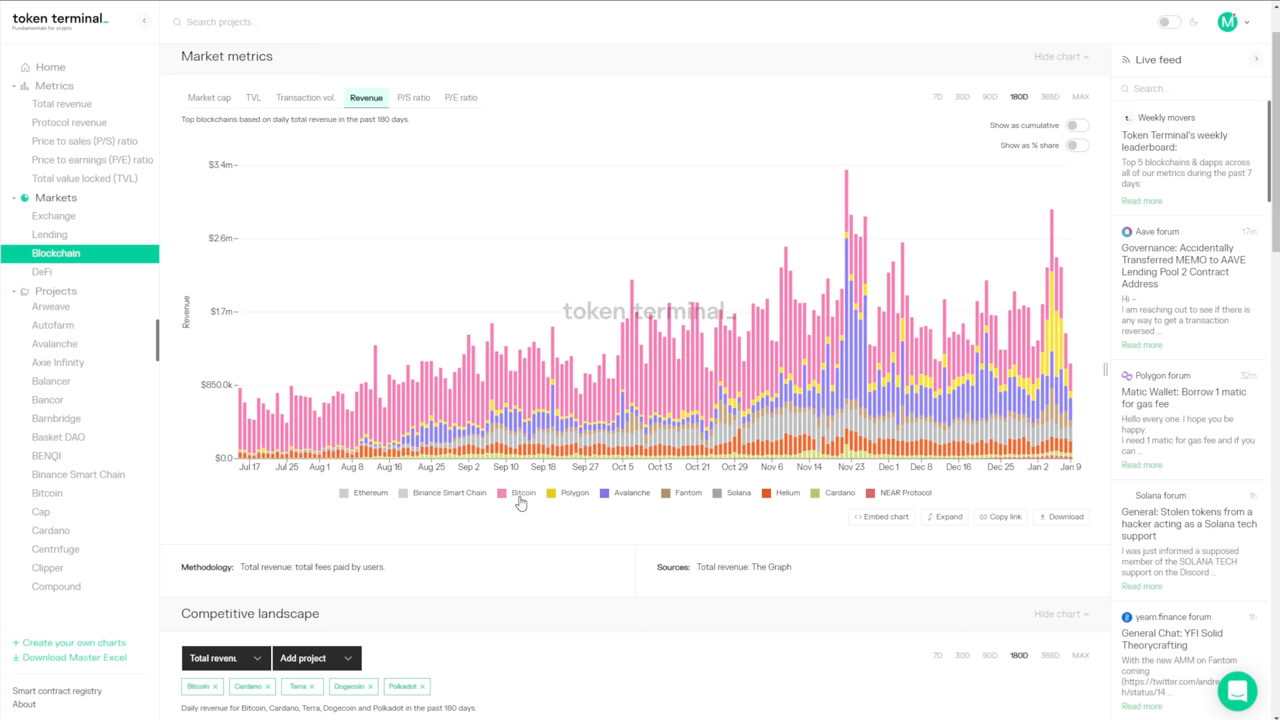 token terminal_
Fundamentals for crypto
Search projects...
M
Home
Metrics
Total revenue
Protocol revenue
Price to sales (P/S) ratio
Price to earnings (P/E) ratio
Total value locked (TVL)
Markets
Exchange
Lending
Blockchain
DeFi
Projects
Arweave
Autofarm
Avalanche
Axie Infinity
Balancer
Bancor
Barnbridge
Basket DAO
BENQI
Binance Smart Chain
Bitcoin
Cap
Cardano
Centrifuge
Clipper
Compound
+ Create your own charts
Download Master Excel
Smart contract registry
About
Market metrics
Hide chart
Market cap TVL Transaction vol. Revenue P/S ratio P/E ratio
7D 30D 90D 180D 365D MAX
Top blockchains based on daily total revenue in the past 180 days.
Show as cumulative
Show as % share
$3.4m
$2.6m
$1.7m
$850.0k
$0.0
Revenue
token terminal_
Jul 17 Jul 25 Aug 1 Aug 8 Aug 16 Aug 25 Sep 2 Sep 10 Sep 18 Sep 27 Oct 5 Oct 13 Oct 21 Oct 29 Nov 6 Nov 14 Nov 23 Dec 1 Dec 8 Dec 16 Dec 25 Jan 2 Jan 9
Ethereum Binance Smart Chain Bitcoin Polygon Avalanche Fantom Solana Helium Cardano NEAR Protocol
<> Embed chart Expand Copy link Download
Methodology: Total revenue: total fees paid by users.
Sources: Total revenue: The Graph
Competitive landscape
Hide chart
Total revenu
Add project
7D 30D 90D 180D 365D MAX
Bitcoin × Cardano × Terra × Dogecoin × Polkadot ×
Daily revenue for Bitcoin, Cardano, Terra, Dogecoin and Polkadot in the past 180 days.
Live feed
Search...
t. Weekly movers
Token Terminal's weekly
leaderboard:
Top 5 blockchains & dapps across
all of our metrics during the past 7
days:
Read more
Aave forum 17m
Governance: Accidentally
Transferred MEMO to AAVE
Lending Pool 2 Contract
Address
Hi –
I am reaching out to see if there is
any way to get a transaction
reversed ...
Read more
Polygon forum 32m
Matic Wallet: Borrow 1 matic
for gas fee
Hello every one. I hope you be
happy.
I need 1 matic for gas fee and if you
can ...
Read more
Solana forum 1h
General: Stolen tokens from a
hacker acting as a Solana tech
support
I was just informed a supposed
member of the SOLANA TECH
support on the Discord ...
Read more
yearn.finance forum 1h
General Chat: YFI Solid
Theorycrafting
With the new AMM on Fantom
coming
(https://twitter.com/andre
h/status/14 ...
Read more